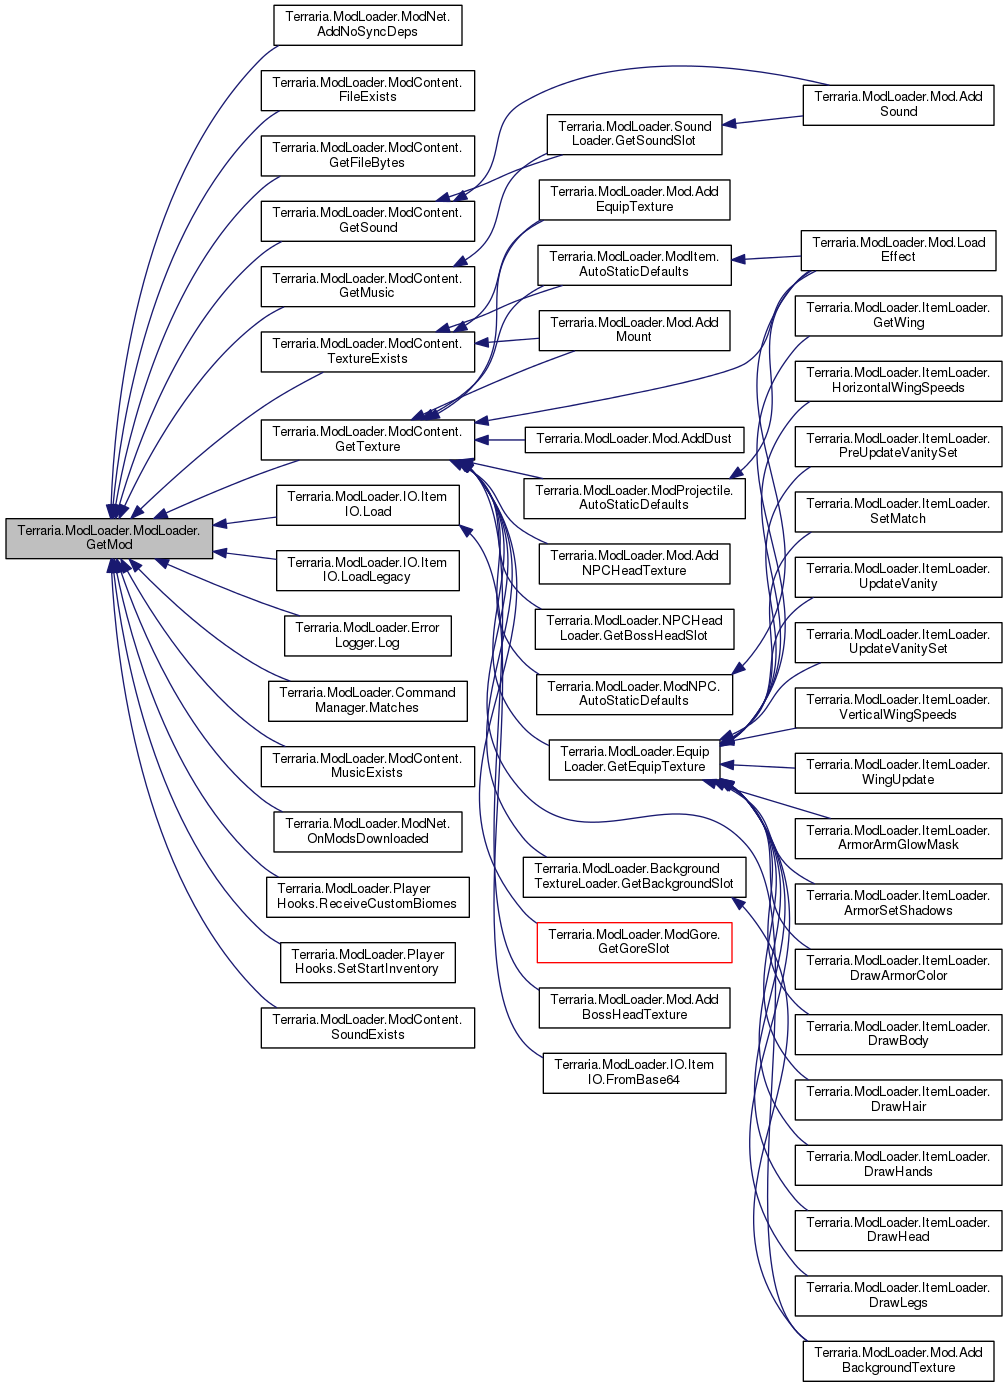 Terraria.ModLoader.ModLoader.
GetMod
Terraria.ModLoader.ModNet.
AddNoSyncDeps
Terraria.ModLoader.ModContent.
FileExists
Terraria.ModLoader.ModContent.
GetFileBytes
Terraria.ModLoader.ModContent.
GetSound
Terraria.ModLoader.ModContent.
GetMusic
Terraria.ModLoader.ModContent.
TextureExists
Terraria.ModLoader.ModContent.
GetTexture
Terraria.ModLoader.IO.Item
IO.Load
Terraria.ModLoader.IO.Item
IO.LoadLegacy
Terraria.ModLoader.Error
Logger.Log
Terraria.ModLoader.Command
Manager.Matches
Terraria.ModLoader.ModContent.
MusicExists
Terraria.ModLoader.ModNet.
OnModsDownloaded
Terraria.ModLoader.Player
Hooks.ReceiveCustomBiomes
Terraria.ModLoader.Player
Hooks.SetStartInventory
Terraria.ModLoader.ModContent.
SoundExists
Terraria.ModLoader.Sound
Loader.GetSoundSlot
Terraria.ModLoader.Mod.Add
EquipTexture
Terraria.ModLoader.ModItem.
AutoStaticDefaults
Terraria.ModLoader.Mod.Add
Mount
Terraria.ModLoader.Mod.AddDust
Terraria.ModLoader.ModProjectile.
AutoStaticDefaults
Terraria.ModLoader.Mod.Add
NPCHeadTexture
Terraria.ModLoader.NPCHead
Loader.GetBossHeadSlot
Terraria.ModLoader.ModNPC.
AutoStaticDefaults
Terraria.ModLoader.Equip
Loader.GetEquipTexture
Terraria.ModLoader.Background
TextureLoader.GetBackgroundSlot
Terraria.ModLoader.ModGore.
GetGoreSlot
Terraria.ModLoader.Mod.Add
BossHeadTexture
Terraria.ModLoader.IO.Item
IO.FromBase64
Terraria.ModLoader.Mod.Add
Sound
Terraria.ModLoader.Mod.Load
Effect
Terraria.ModLoader.ItemLoader.
GetWing
Terraria.ModLoader.ItemLoader.
HorizontalWingSpeeds
Terraria.ModLoader.ItemLoader.
PreUpdateVanitySet
Terraria.ModLoader.ItemLoader.
SetMatch
Terraria.ModLoader.ItemLoader.
UpdateVanity
Terraria.ModLoader.ItemLoader.
UpdateVanitySet
Terraria.ModLoader.ItemLoader.
VerticalWingSpeeds
Terraria.ModLoader.ItemLoader.
WingUpdate
Terraria.ModLoader.ItemLoader.
ArmorArmGlowMask
Terraria.ModLoader.ItemLoader.
ArmorSetShadows
Terraria.ModLoader.ItemLoader.
DrawArmorColor
Terraria.ModLoader.ItemLoader.
DrawBody
Terraria.ModLoader.ItemLoader.
DrawHair
Terraria.ModLoader.ItemLoader.
DrawHands
Terraria.ModLoader.ItemLoader.
DrawHead
Terraria.ModLoader.ItemLoader.
DrawLegs
Terraria.ModLoader.Mod.Add
BackgroundTexture